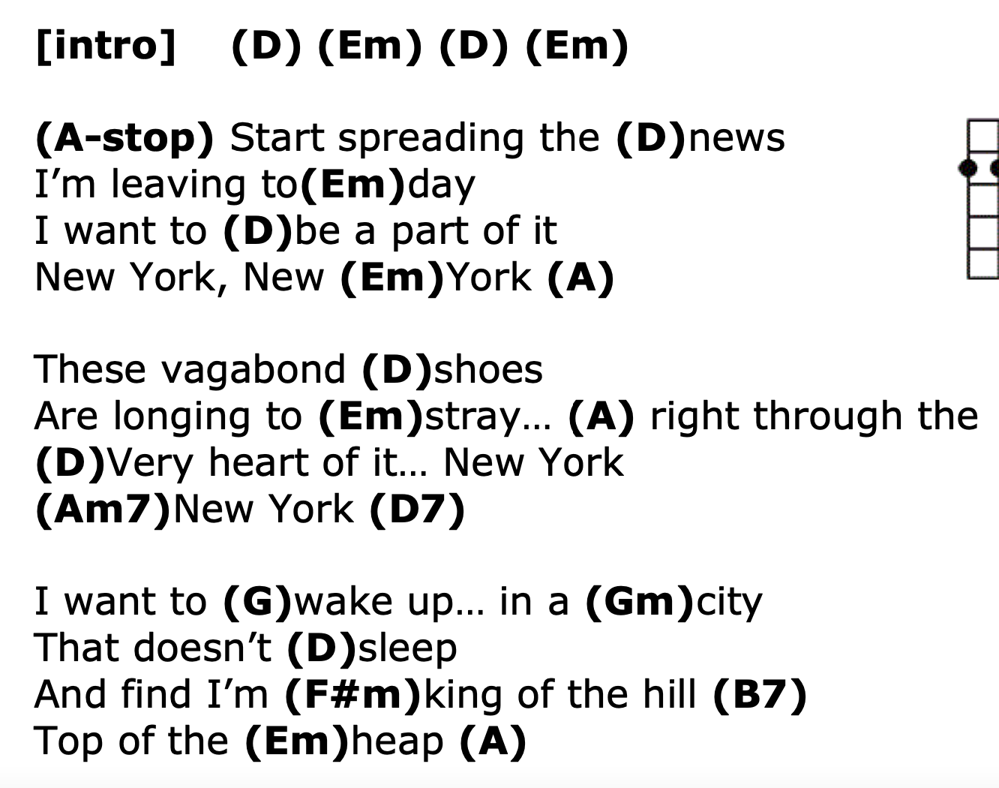 [intro] (D) (Em) (D) (Em)
(A-stop) Start spreading the (D)news
I’m leaving to(Em)day
I want to (D)be a part of it
New York, New (Em)York (A)
These vagabond (D)shoes
Are longing to (Em)stray… (A) right through the
(D)Very heart of it… New York
(Am7)New York (D7)
I want to (G)wake up… in a (Gm)city
That doesn’t (D)sleep
And find I’m (F#m)king of the hill (B7)
Top of the (Em)heap (A)